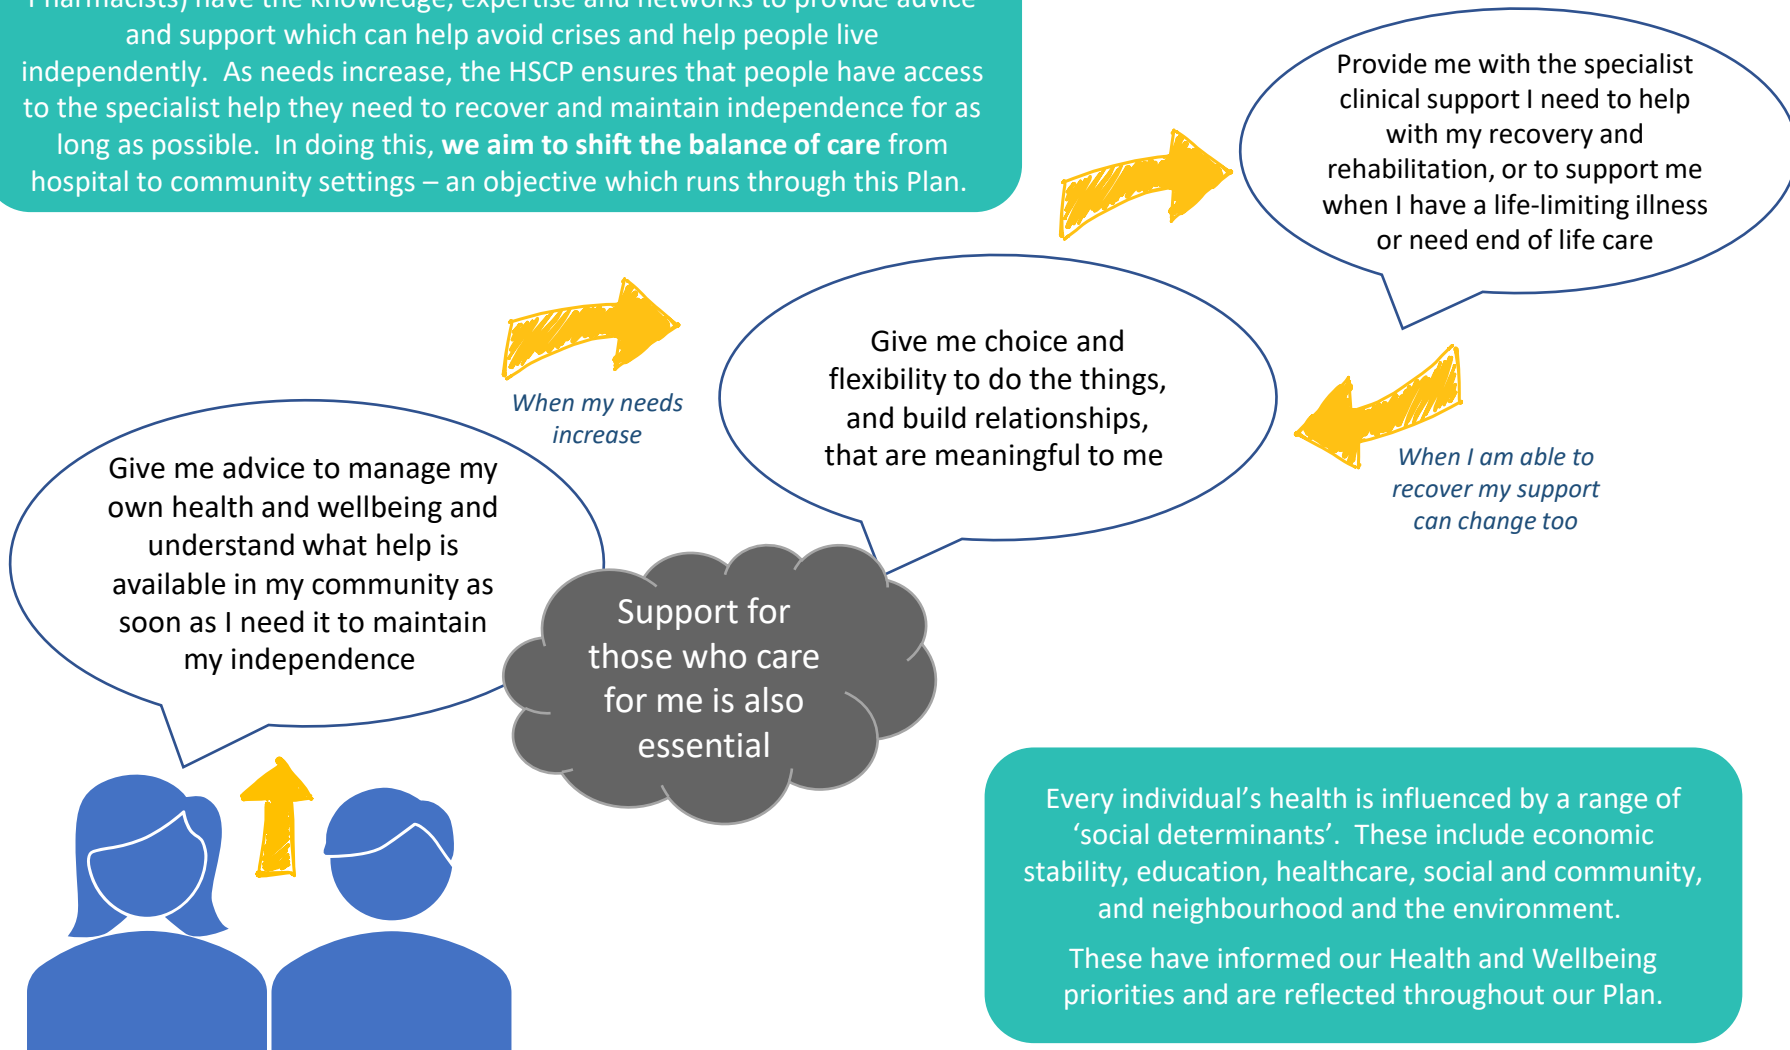 Pharmacists) have the knowledge, expertise and networks to provide advice
and support which can help avoid crises and help people live
independently.  As needs increase, the HSCP ensures that people have access
to the specialist help they need to recover and maintain independence for as
long as possible.  In doing this, we aim to shift the balance of care from
hospital to community settings – an objective which runs through this Plan.
Provide me with the specialist
clinical support I need to help
with my recovery and
rehabilitation, or to support me
when I have a life-limiting illness
or need end of life care
Give me choice and
flexibility to do the things,
and build relationships,
that are meaningful to me
When my needs
increase
When I am able to
recover my support
can change too
Give me advice to manage my
own health and wellbeing and
understand what help is
available in my community as
soon as I need it to maintain
my independence
Support for
those who care
for me is also
essential
Every individual’s health is influenced by a range of
‘social determinants’.  These include economic
stability, education, healthcare, social and community,
and neighbourhood and the environment.
These have informed our Health and Wellbeing
priorities and are reflected throughout our Plan.